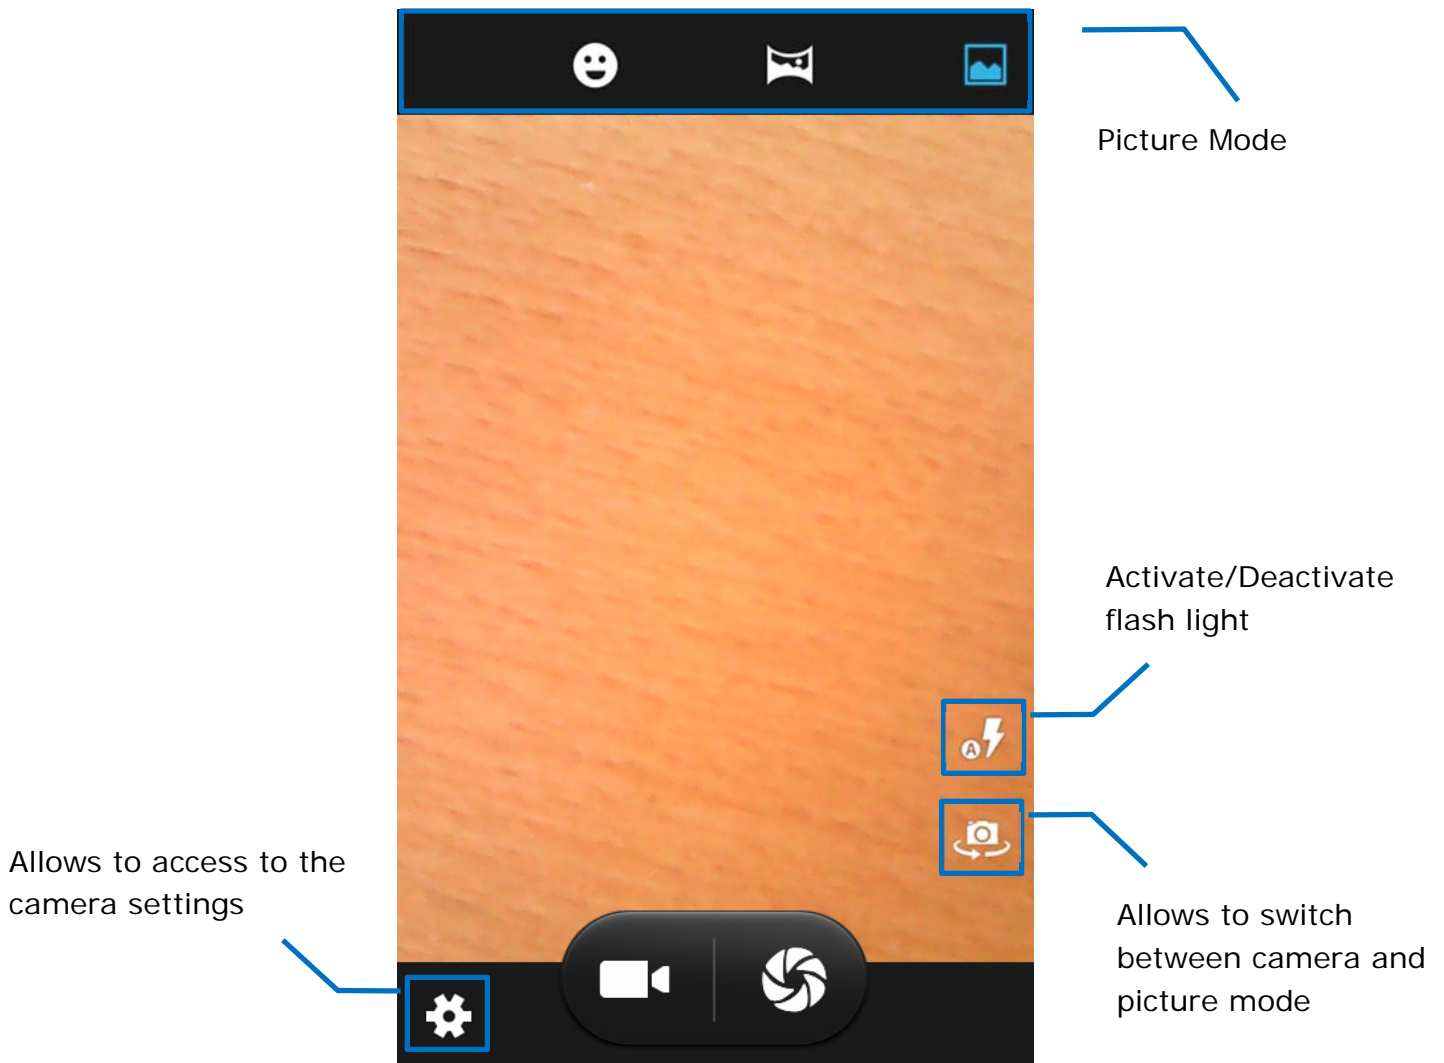 Picture Mode
Activate/Deactivate
flash light
A
Allows to access to the
camera settings
Allows to switch
between camera and
picture mode